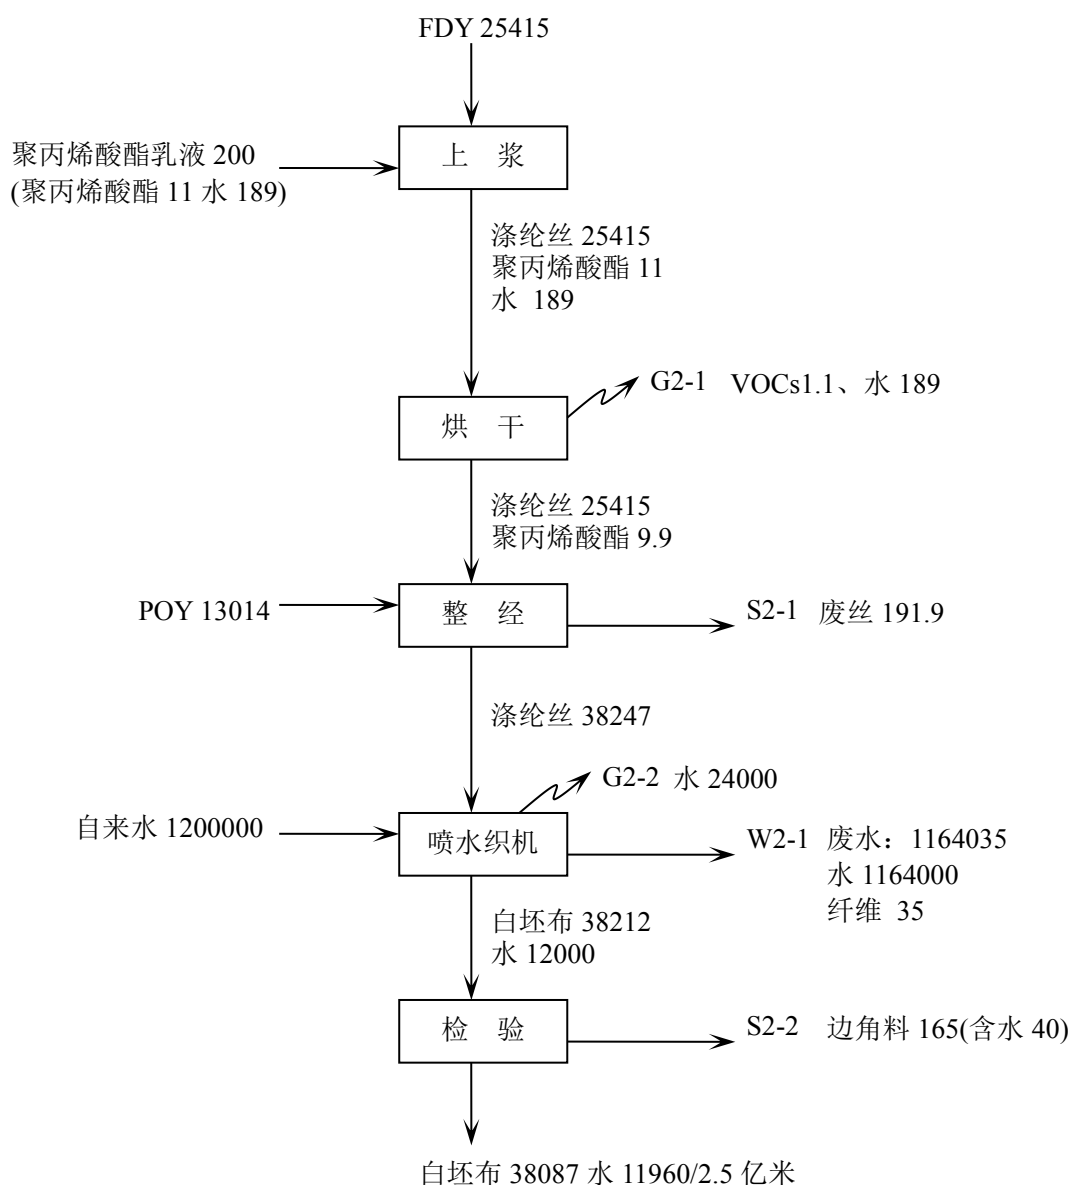 FDY 25415
聚丙烯酸酯乳液 200
(聚丙烯酸酯 11 水 189)
上 浆
涤纶丝 25415
聚丙烯酸酯 11
水 189
G2-1 VOCs1.1、水 189
烘 干
涤纶丝 25415
聚丙烯酸酯 9.9
POY 13014
整 经
S2-1 废丝 191.9
涤纶丝 38247
G2-2 水 24000
自来水 1200000
喷水织机
W2-1 废水：1164035
水 1164000
纤维 35
白坯布 38212
水 12000
检 验
S2-2 边角料 165(含水 40)
白坯布 38087 水 11960/2.5 亿米